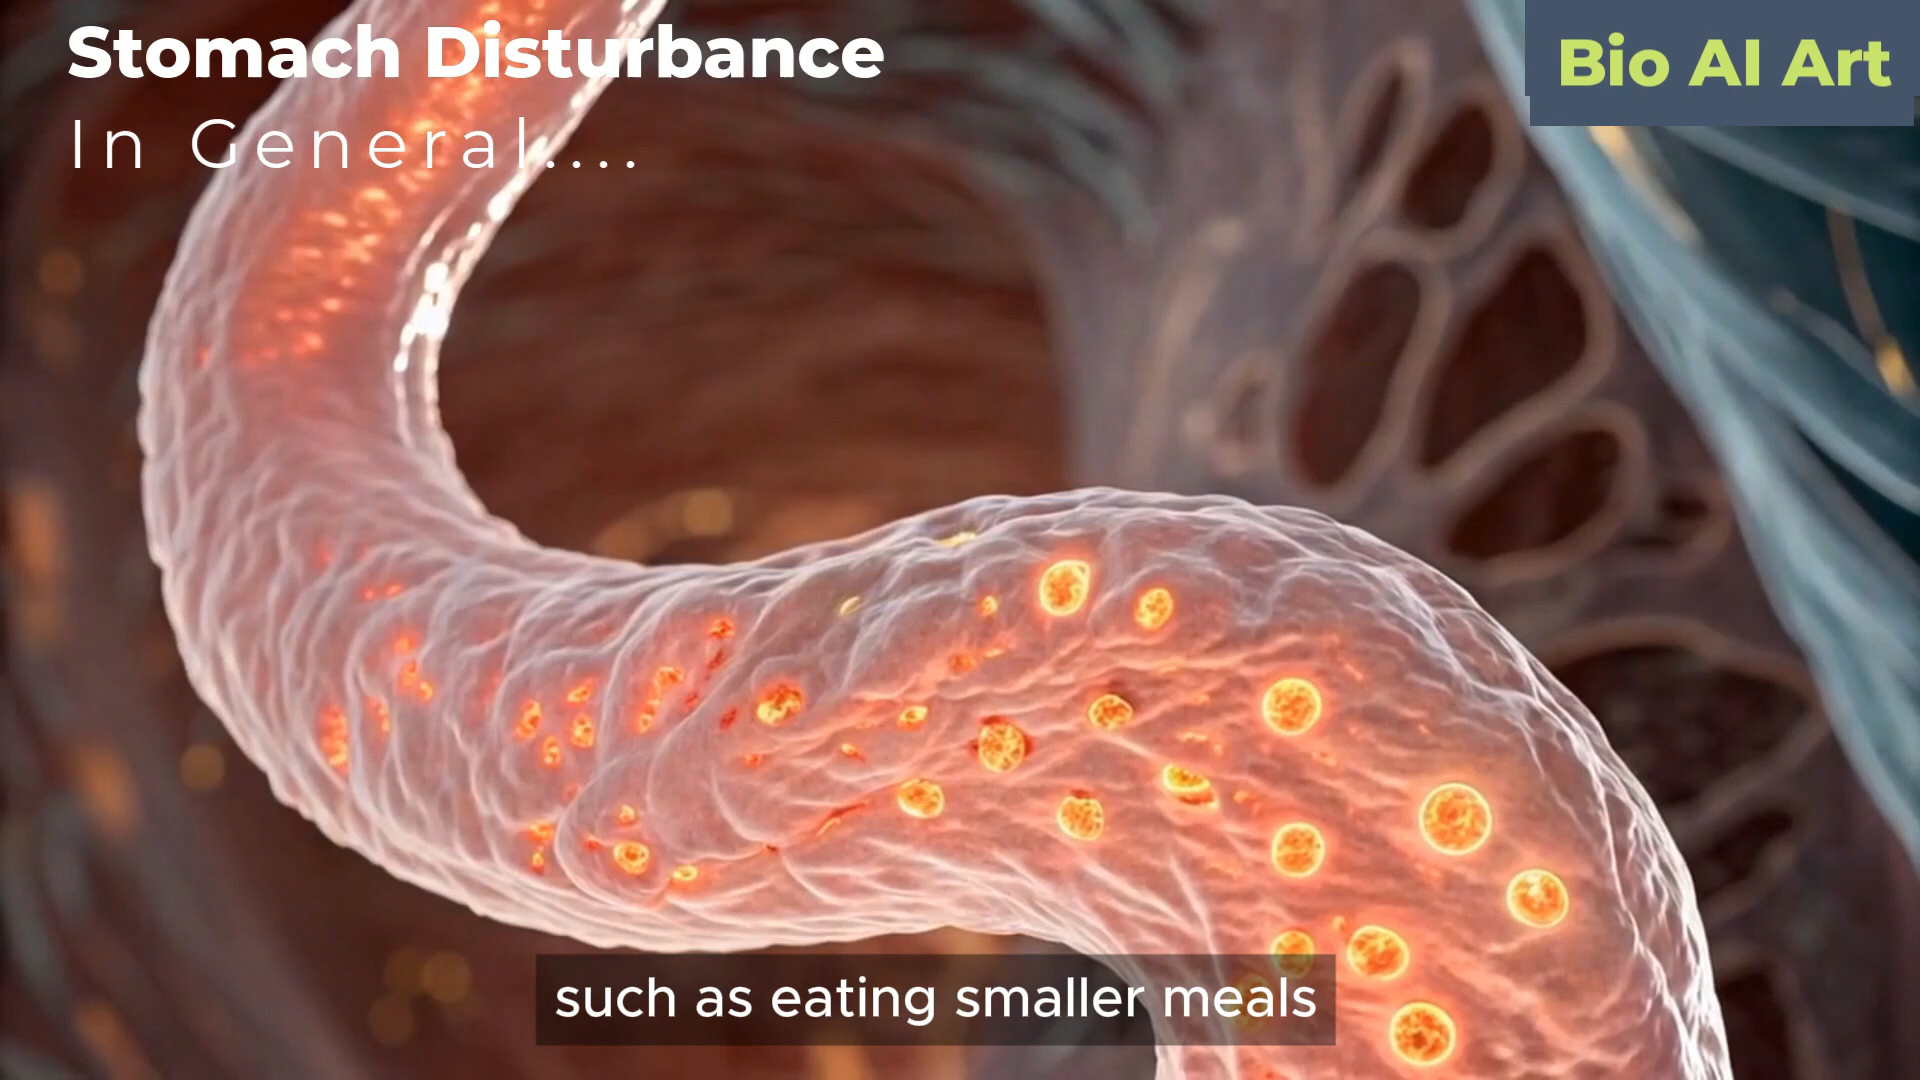 Stomach Disturbance
In General....
Bio AI Art
such as eating smaller meals